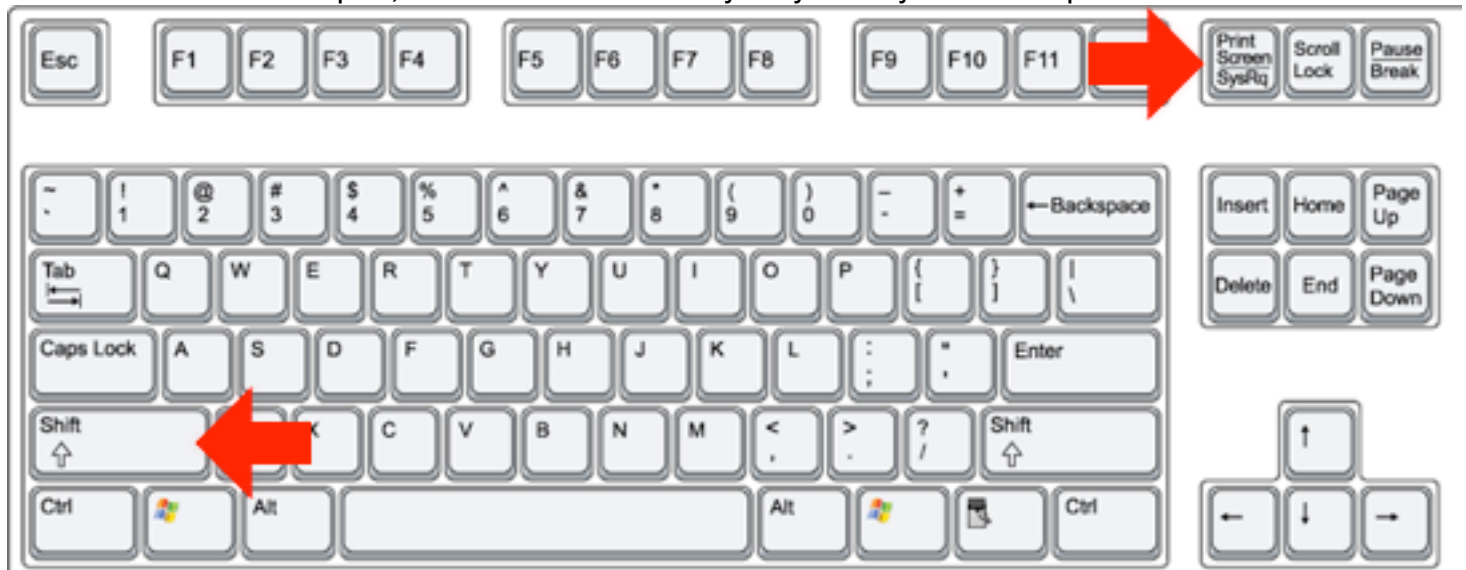 Esc F1 F2 F3 F4 F5 F6 F7 F8 F9 F10 F11 Print Screen SysRq Scroll Lock Pause Break
~ ` ! 1 @ 2 # 3 $ 4 % 5 ^ 6 & 7 * 8 ( 9 ) 0 – - + = ←Backspace Insert Home Page Up
Tab Q W E R T Y U I O P { [ } ] | \ Delete End Page Down
Caps Lock A S D F G H J K L : ; " ' Enter
Shift X C V B N M < , > . ? / Shift ↑
Ctrl Alt Alt Ctrl ← ↓ →